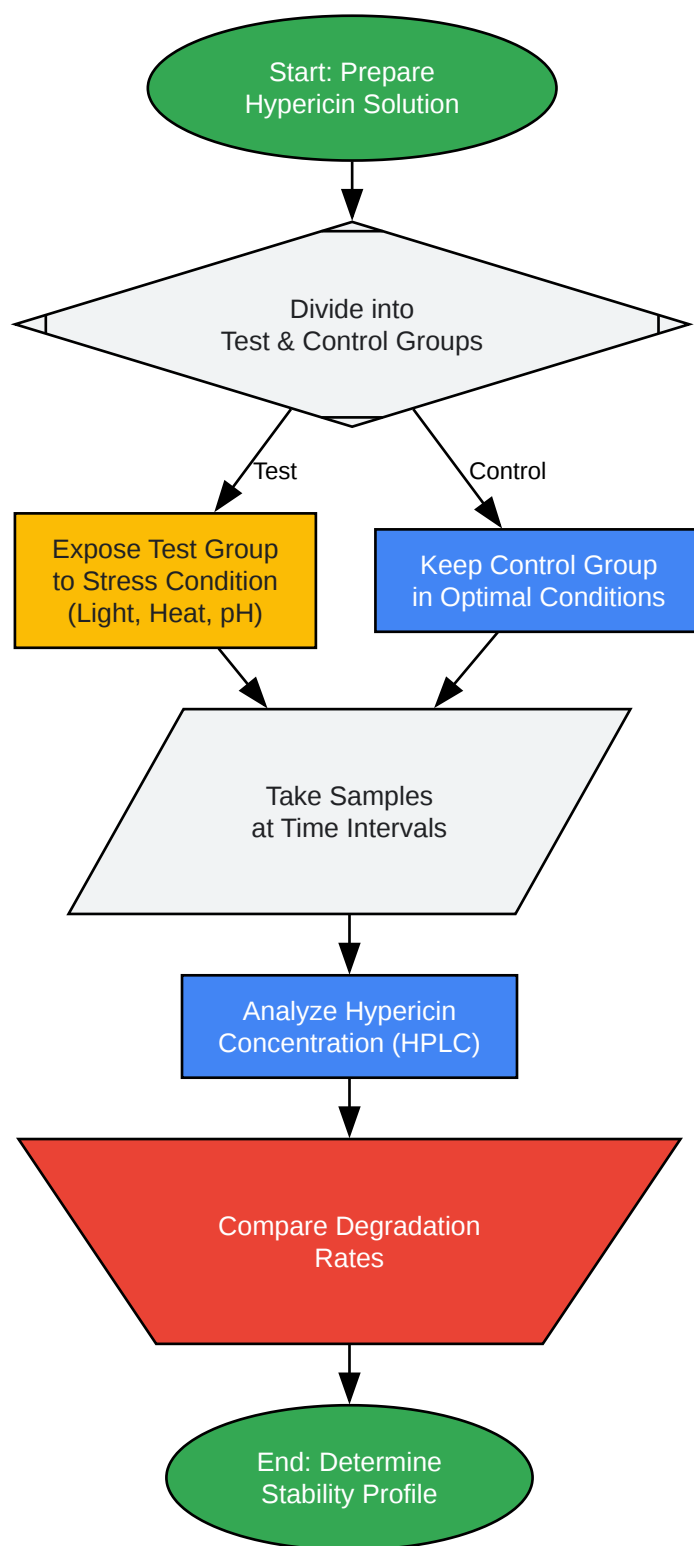 Start: Prepare
Hypericin Solution
Divide into
Test & Control Groups
Test
Control
Expose Test Group
to Stress Condition
(Light, Heat, pH)
Keep Control Group
in Optimal Conditions
Take Samples
at Time Intervals
Analyze Hypericin
Concentration (HPLC)
Compare Degradation
Rates
End: Determine
Stability Profile